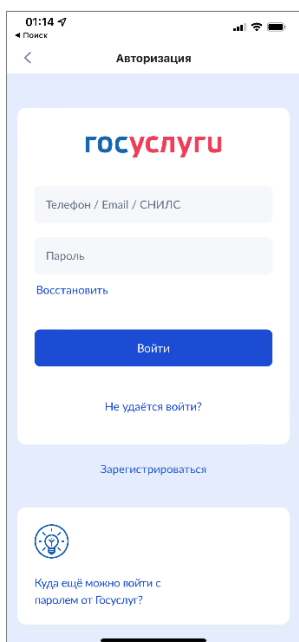 01:14
Поиск
Авторизация
госуслуги
Телефон / Email / СНИЛС
Пароль
Восстановить
Войти
Не удаётся войти?
Зарегистрироваться
Куда ещё можно войти с
паролем от Госуслуг?